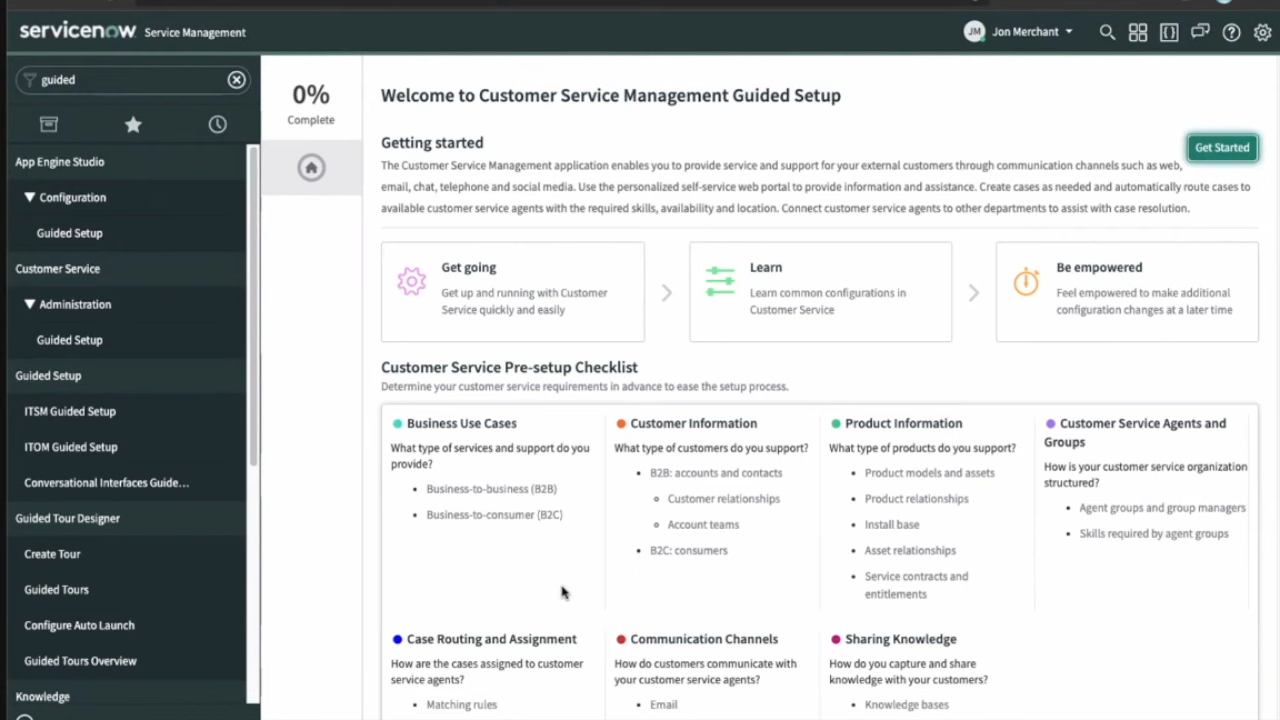 servicenow Service Management
JM Jon Merchant
guided
App Engine Studio
Configuration
Guided Setup
Customer Service
Administration
Guided Setup
Guided Setup
ITSM Guided Setup
ITOM Guided Setup
Conversational Interfaces Guide...
Guided Tour Designer
Create Tour
Guided Tours
Configure Auto Launch
Guided Tours Overview
Knowledge
0%
Complete
Welcome to Customer Service Management Guided Setup
Getting started
Get Started
The Customer Service Management application enables you to provide service and support for your external customers through communication channels such as web,
email, chat, telephone and social media. Use the personalized self-service web portal to provide information and assistance. Create cases as needed and automatically route cases to
available customer service agents with the required skills, availability and location. Connect customer service agents to other departments to assist with case resolution.
Get going
Get up and running with Customer
Service quickly and easily
Learn
Learn common configurations in
Customer Service
Be empowered
Feel empowered to make additional
configuration changes at a later time
Customer Service Pre-setup Checklist
Determine your customer service requirements in advance to ease the setup process.
Business Use Cases
What type of services and support do you
provide?
Business-to-business (B2B)
Business-to-consumer (B2C)
Customer Information
What type of customers do you support?
B2B: accounts and contacts
Customer relationships
Account teams
B2C: consumers
Product Information
What type of products do you support?
Product models and assets
Product relationships
Install base
Asset relationships
Service contracts and
entitlements
Customer Service Agents and
Groups
How is your customer service organization
structured?
Agent groups and group managers
Skills required by agent groups
Case Routing and Assignment
How are the cases assigned to customer
service agents?
Matching rules
Communication Channels
How do customers communicate with
your customer service agents?
Email
Sharing Knowledge
How do you capture and share
knowledge with your customers?
Knowledge bases